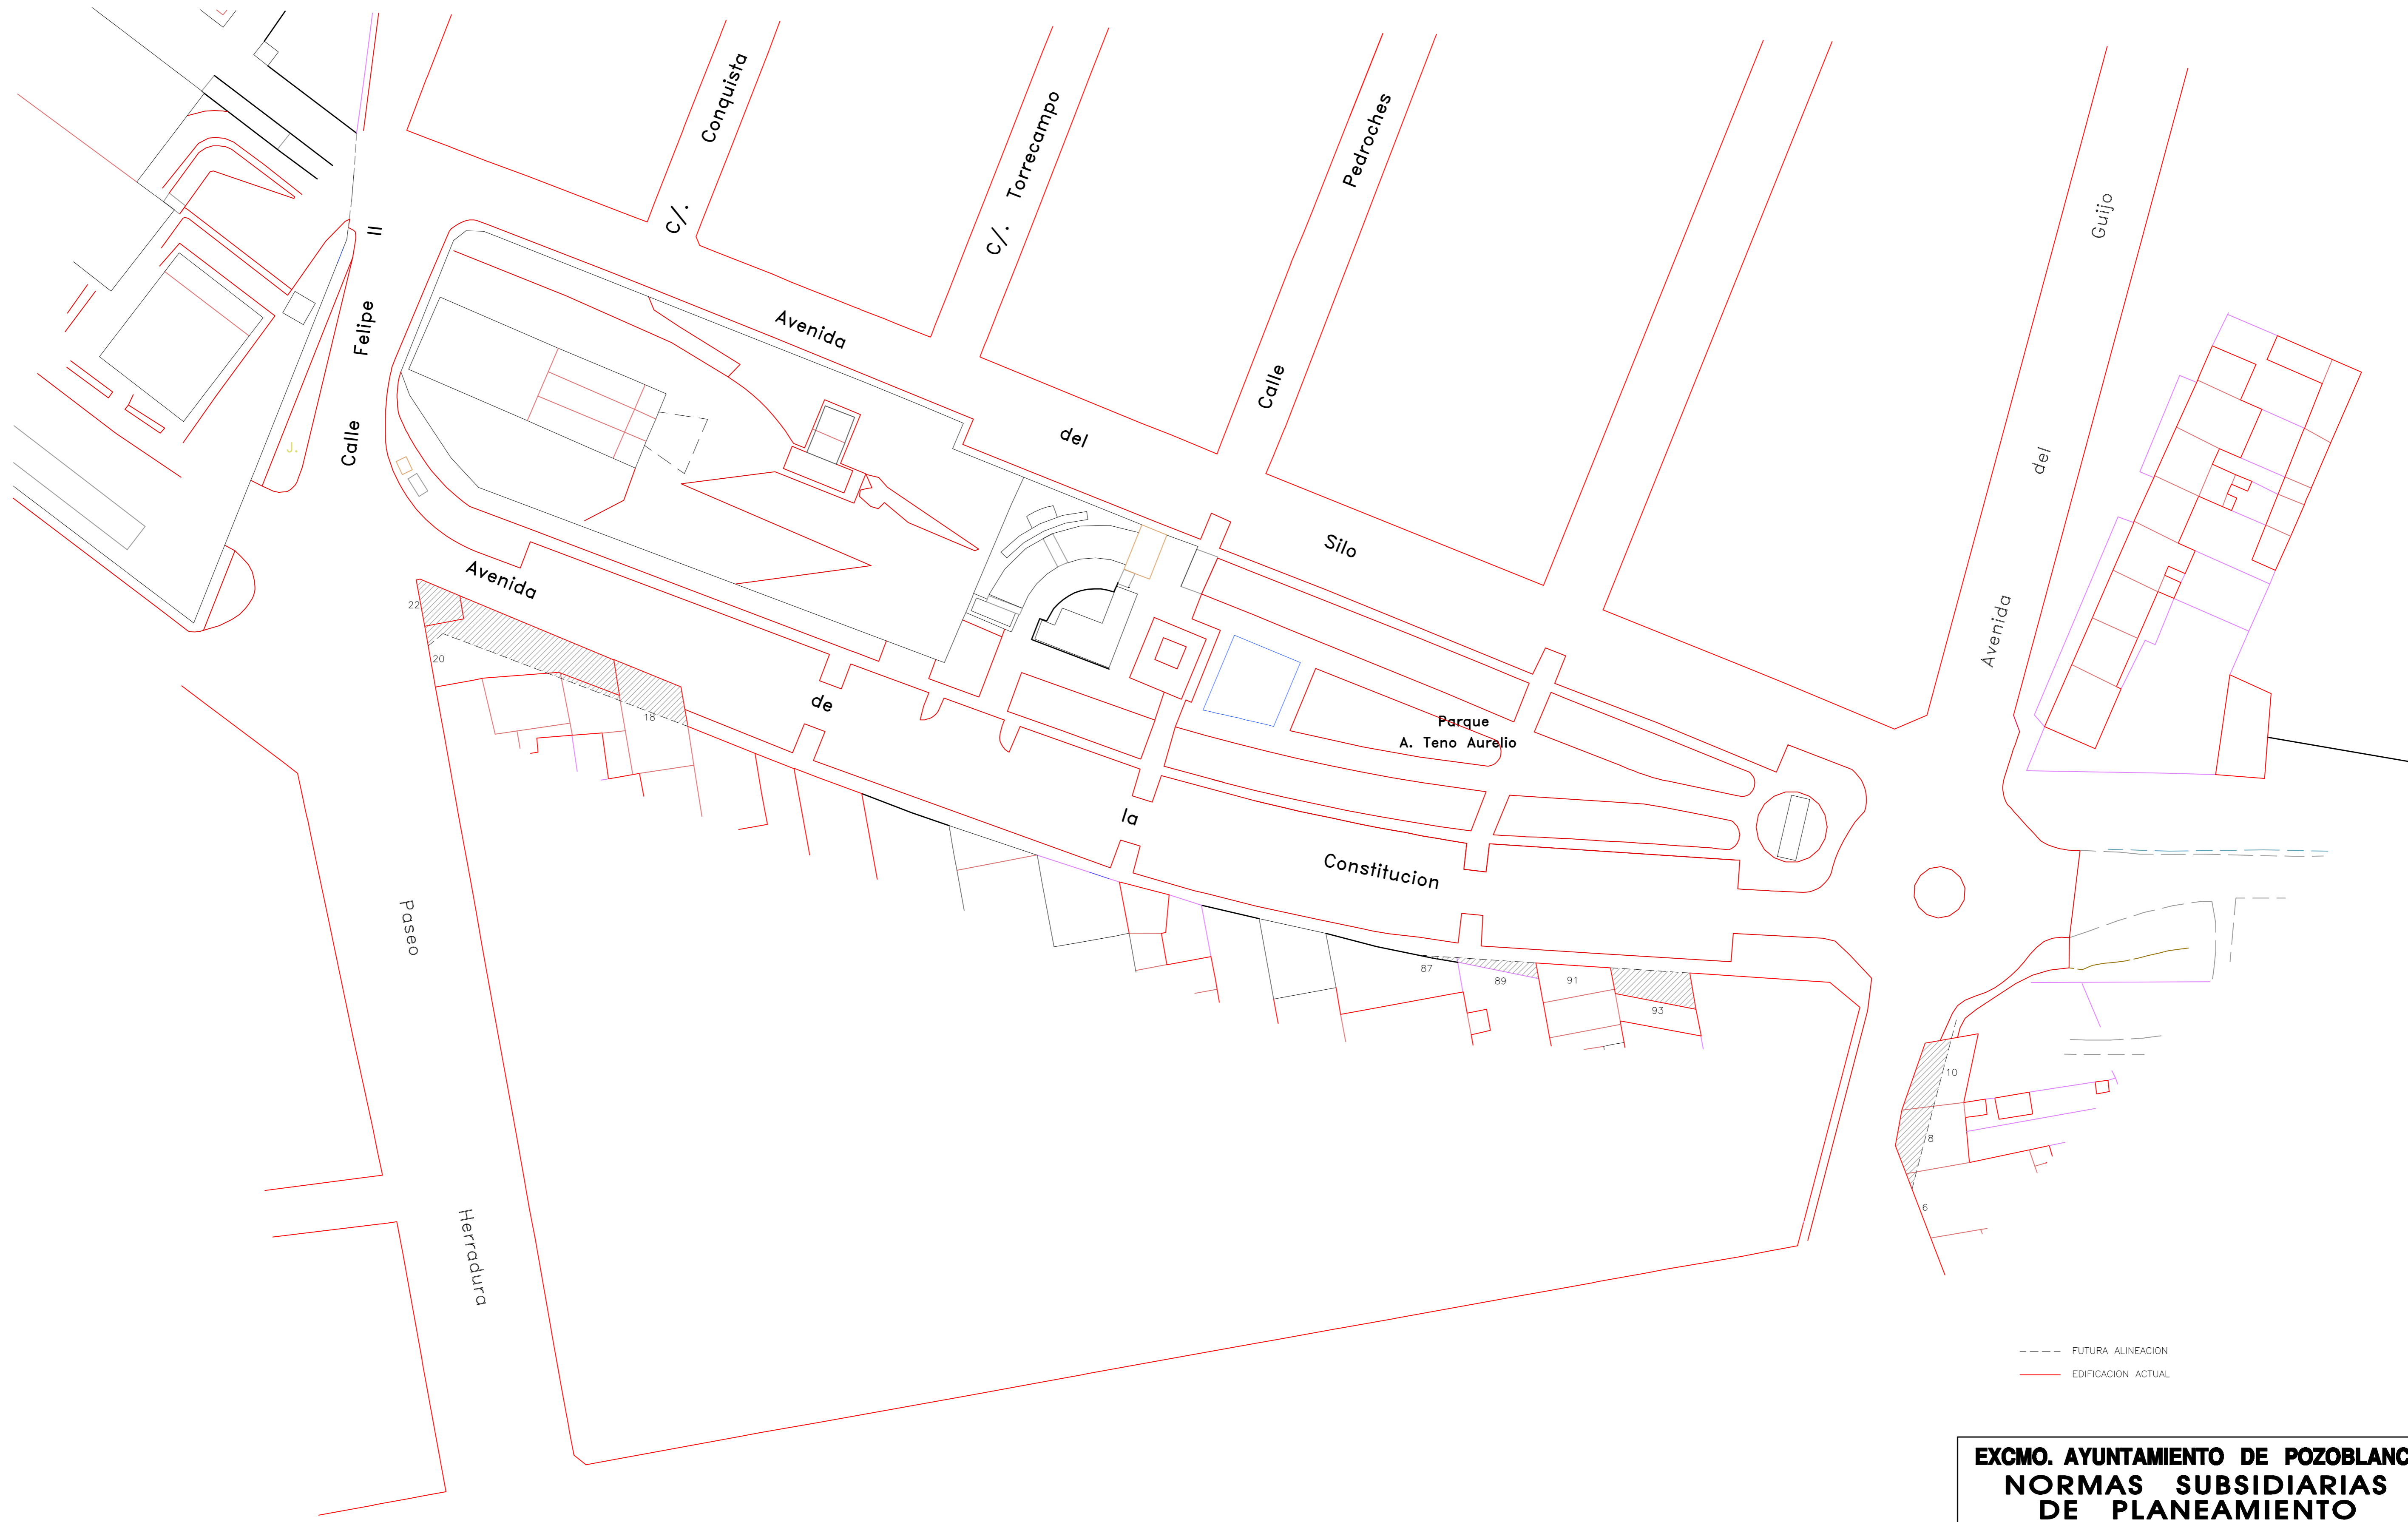 C/. Conquista
C/. Torrecampo
Calle Pedroches
Avenida del Guijo
Calle Felipe II
J.
Avenida del Silo
Avenida de la Constitucion
Parque
A. Teno Aurelio
22
20
18
87
89
91
93
10
8
6
Paseo Herradura
FUTURA ALINEACION
EDIFICACION ACTUAL
EXCMO. AYUNTAMIENTO DE POZOBLANC
NORMAS SUBSIDIARIAS
DE PLANEAMIENTO